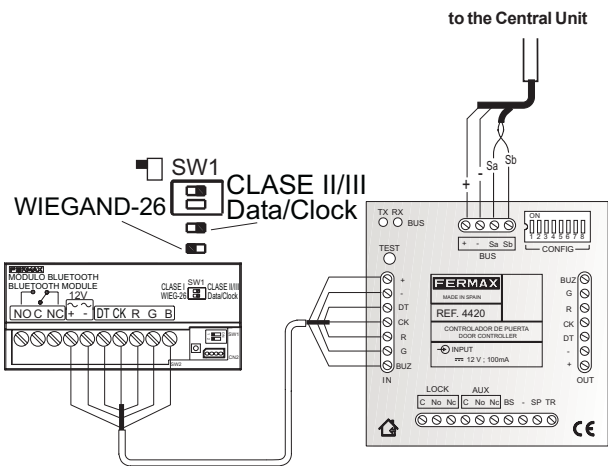 to the Central Unit
+ - Sa Sb
SW1
CLASE II/III
WIEGAND-26 Data/Clock
FERMAX
MODULO BLUETOOTH
BLUETOOTH MODULE
12V
NO C NC + - DT CK R G B
CLASE I SW1 CLASE II/III
WIEG-26 Data/Clock
SW1
CN2
SW2
TX RX
BUS
TEST
+ - Sa Sb
BUS
ON
1 2 3 4 5 6 7 8
CONFIG
+
-
DT
CK
R
G
BUZ
IN
FERMAX
MADE IN SPAIN
REF. 4420
CONTROLADOR DE PUERTA
DOOR CONTROLLER
INPUT
12 V ; 100mA
BUZ
G
R
CK
DT
-
+
OUT
LOCK AUX
C No Nc C No Nc BS - SP TR
CE